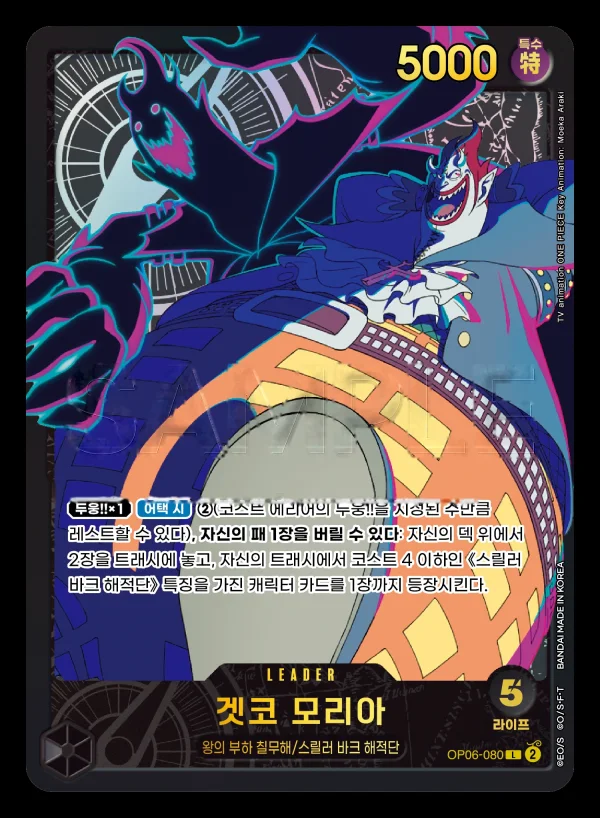 5000
특수
特
TV animation ONE PIECE Key Animation: Moeka Araki
SAMPLE
두웅!!×1 어택 시 ②(코스트 에리어의 두웅!!을 지정된 수만큼
레스트할 수 있다), 자신의 패 1장을 버릴 수 있다: 자신의 덱 위에서
2장을 트래시에 놓고, 자신의 트래시에서 코스트 4 이하인 《스릴러
바크 해적단》 특징을 가진 캐릭터 카드를 1장까지 등장시킨다.
LEADER
겟코 모리아
5
라이프
왕의 부하 칠무해/스릴러 바크 해적단
OP06-080 L 2
©EO/S ©O/S·F·T BANDAI MADE IN KOREA